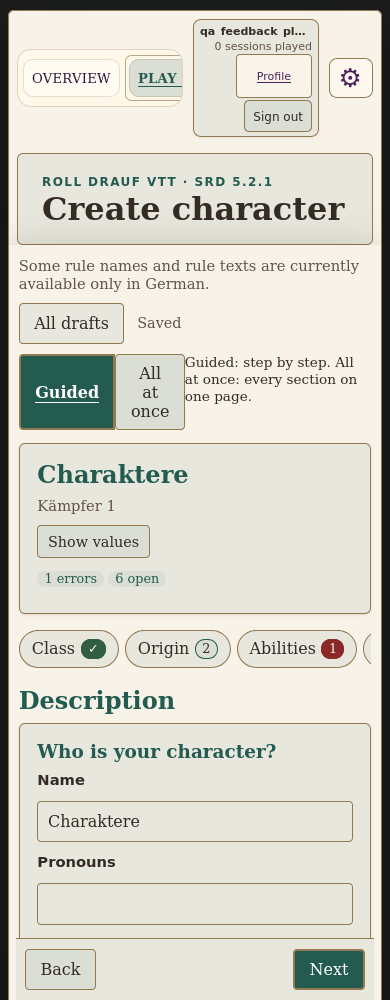 OVERVIEW
PLAY
qa_feedback_pl…
0 sessions played
Profile
Sign out
ROLL DRAUF VTT · SRD 5.2.1
Create character
Some rule names and rule texts are currently
available only in German.
All drafts
Saved
Guided
All
at
once
Guided: step by step. All
at once: every section on
one page.
Charaktere
Kämpfer 1
Show values
1 errors
6 open
Class ✓
Origin 2
Abilities 1
Description
Who is your character?
Name
Charaktere
Pronouns
Back
Next